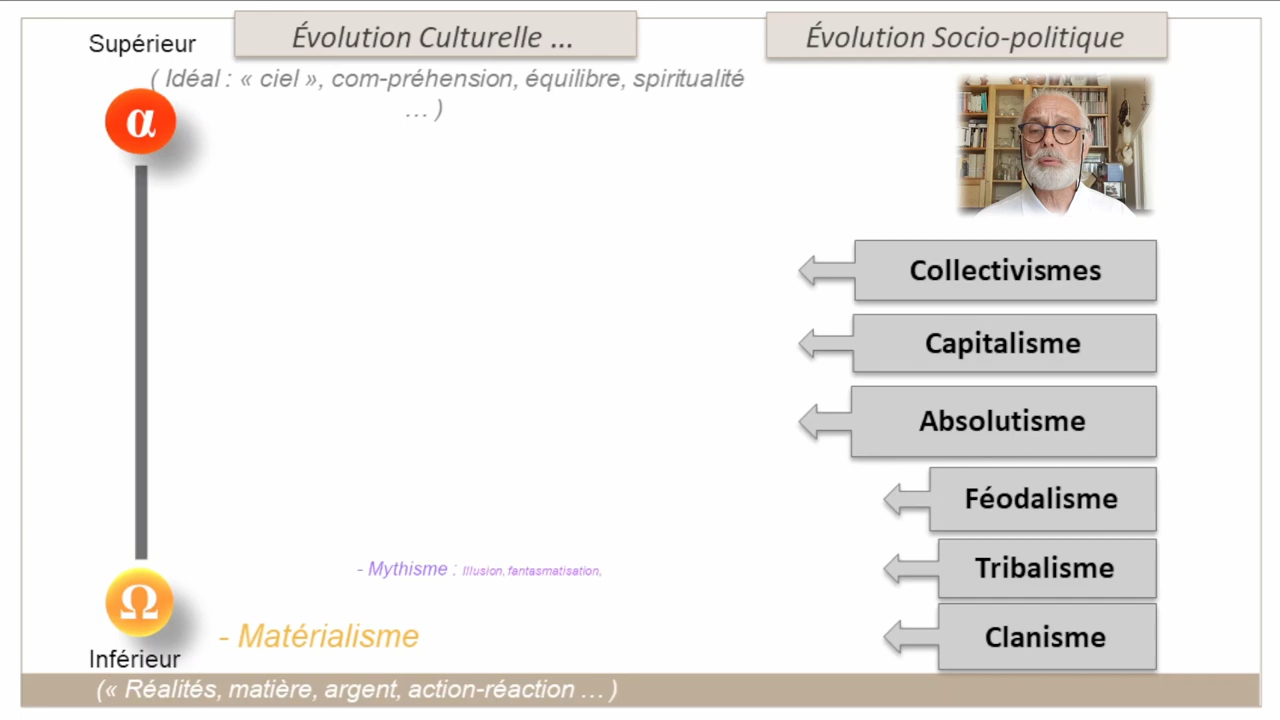 Supérieur
Évolution Culturelle ...
Évolution Socio-politique
( Idéal : « ciel », com-préhension, équilibre, spiritualité
… )
α
Collectivismes
Capitalisme
Absolutisme
Féodalisme
Tribalisme
Clanisme
- Mythisme : Illusion, fantasmatisation,
Ω
- Matérialisme
Inférieur
(« Réalités, matière, argent, action-réaction … )